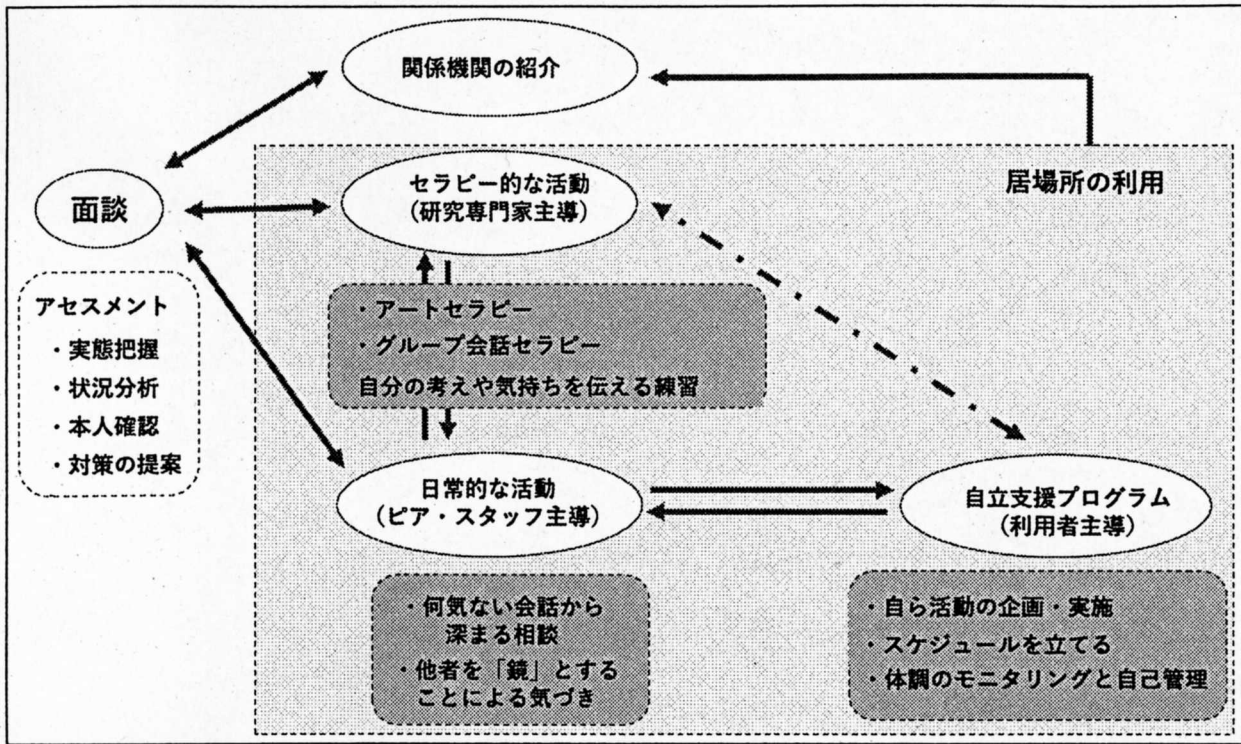 関係機関の紹介
居場所の利用
セラピー的な活動
(研究専門家主導)
面談
アセスメント
・実態把握
・状況分析
・本人確認
・対策の提案
・アートセラピー
・グループ会話セラピー
自分の考えや気持ちを伝える練習
日常的な活動
(ピア・スタッフ主導)
自立支援プログラム
(利用者主導)
・何気ない会話から
深まる相談
・他者を「鏡」とする
ことによる気づき
・自ら活動の企画・実施
・スケジュールを立てる
・体調のモニタリングと自己管理